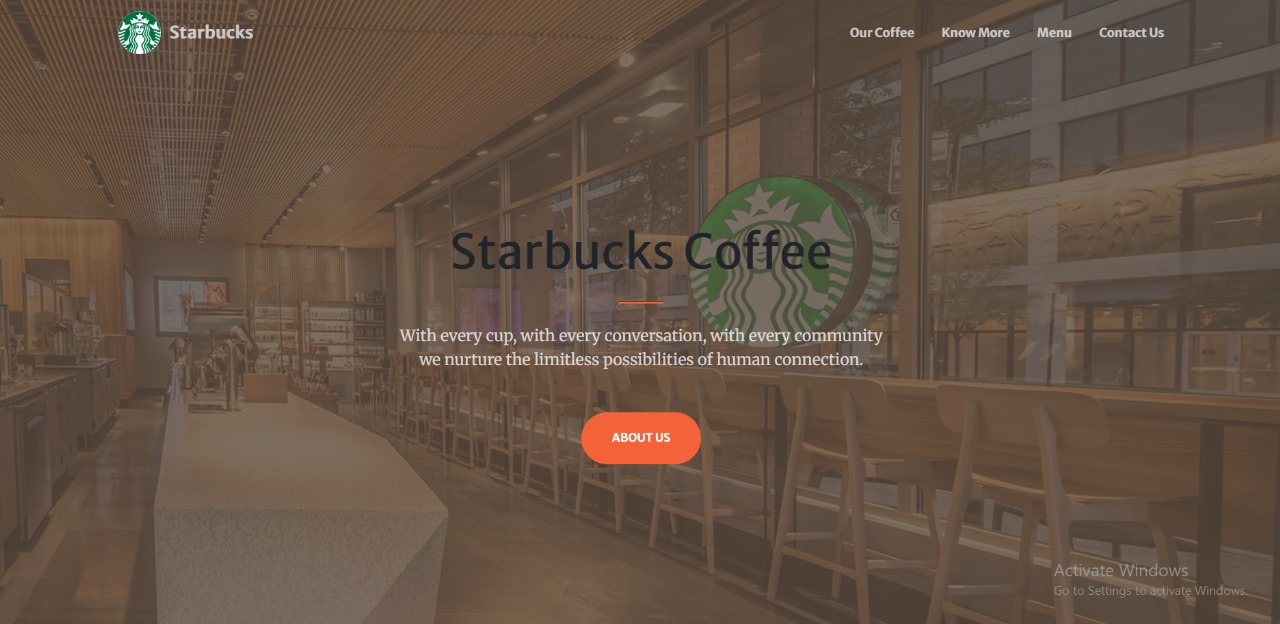 Starbucks
Our Coffee Know More Menu Contact Us
Starbucks Coffee
With every cup, with every conversation, with every community
we nurture the limitless possibilities of human connection.
ABOUT US
Activate Windows
Go to Settings to activate Windows.